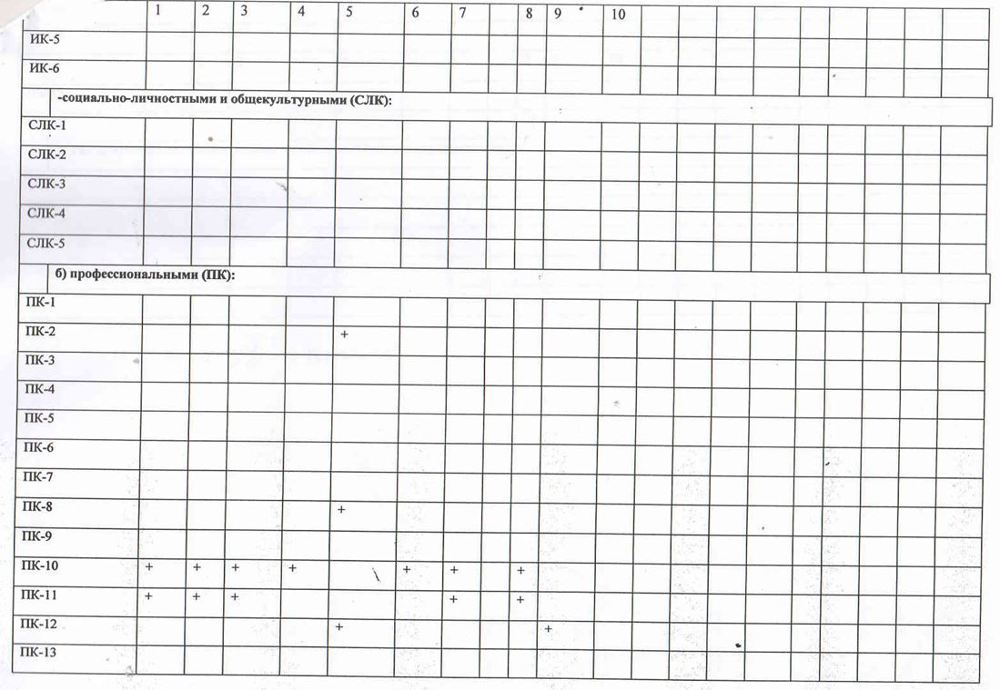 1 2 3 4 5 6 7 8 9 10
ИК-5
ИК-6
-социально-личностными и общекультурными (СЛК):
СЛК-1
СЛК-2
СЛК-3
СЛК-4
СЛК-5
б) профессиональными (ПК):
ПК-1
ПК-2 +
ПК-3
ПК-4
ПК-5
ПК-6
ПК-7
ПК-8 +
ПК-9
ПК-10 + + + + + + +
ПК-11 + + + + +
ПК-12 + +
ПК-13